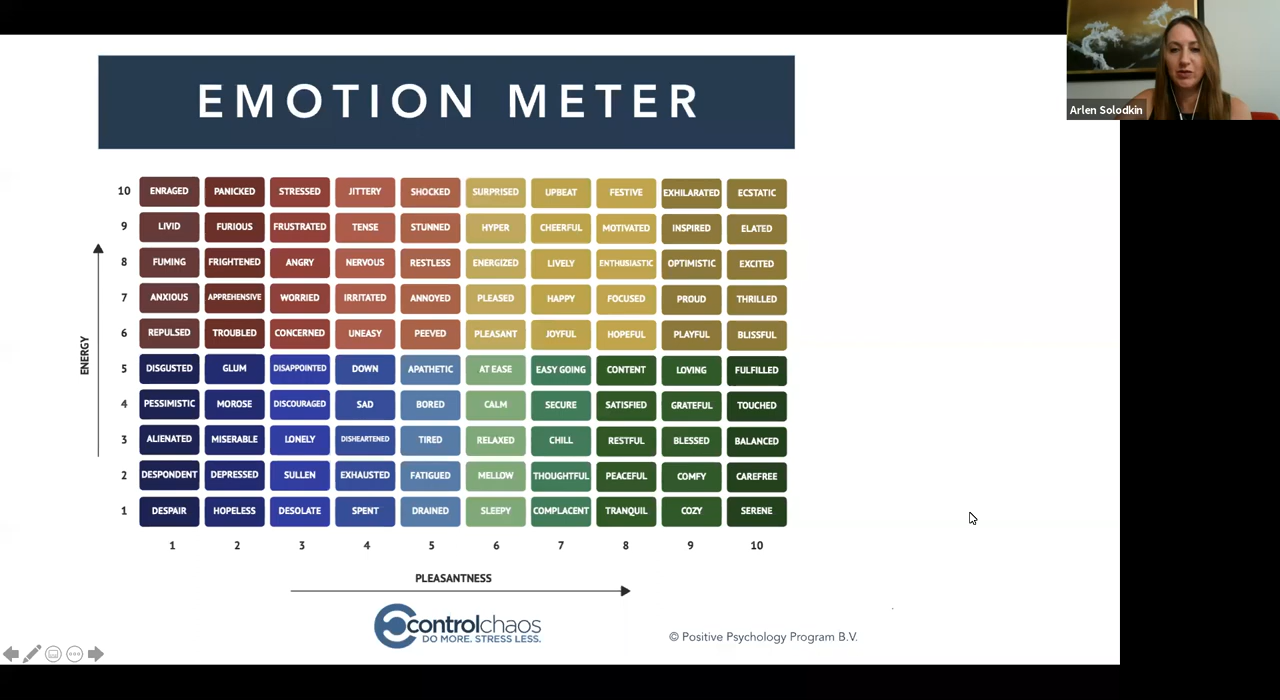 Arlen Solodkin
EMOTION METER
10 ENRAGED PANICKED STRESSED JITTERY SHOCKED SURPRISED UPBEAT FESTIVE EXHILARATED ECSTATIC
9 LIVID FURIOUS FRUSTRATED TENSE STUNNED HYPER CHEERFUL MOTIVATED INSPIRED ELATED
8 FUMING FRIGHTENED ANGRY NERVOUS RESTLESS ENERGIZED LIVELY ENTHUSIASTIC OPTIMISTIC EXCITED
7 ANXIOUS APPREHENSIVE WORRIED IRRITATED ANNOYED PLEASED HAPPY FOCUSED PROUD THRILLED
6 REPULSED TROUBLED CONCERNED UNEASY PEEVED PLEASANT JOYFUL HOPEFUL PLAYFUL BLISSFUL
ENERGY
5 DISGUSTED GLUM DISAPPOINTED DOWN APATHETIC AT EASE EASY GOING CONTENT LOVING FULFILLED
4 PESSIMISTIC MOROSE DISCOURAGED SAD BORED CALM SECURE SATISFIED GRATEFUL TOUCHED
3 ALIENATED MISERABLE LONELY DISHEARTENED TIRED RELAXED CHILL RESTFUL BLESSED BALANCED
2 DESPONDENT DEPRESSED SULLEN EXHAUSTED FATIGUED MELLOW THOUGHTFUL PEACEFUL COMFY CAREFREE
1 DESPAIR HOPELESS DESOLATE SPENT DRAINED SLEEPY COMPLACENT TRANQUIL COZY SERENE
1 2 3 4 5 6 7 8 9 10
PLEASANTNESS
controlchaos
DO MORE. STRESS LESS.
© Positive Psychology Program B.V.